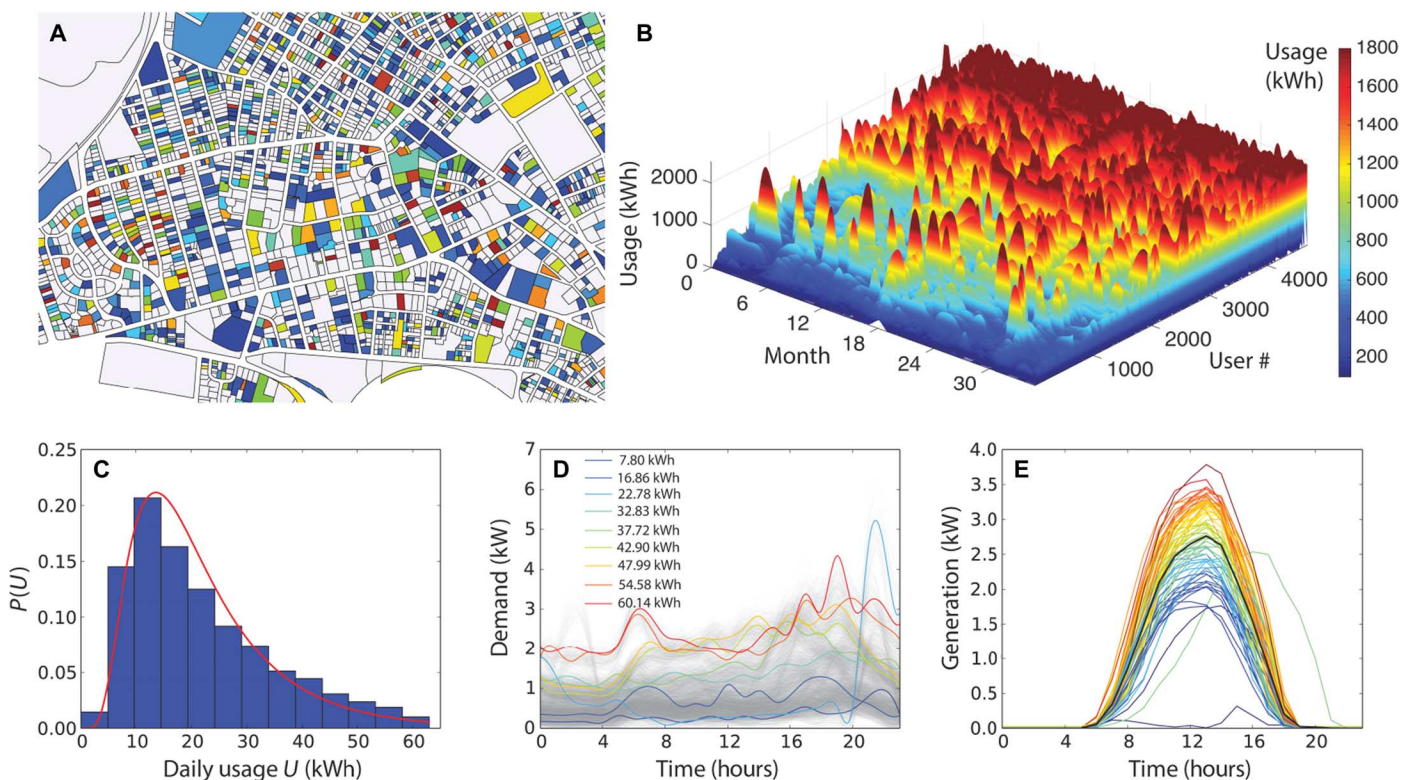 A
B
Usage
(kWh)
1800
1600
1400
1200
1000
800
600
400
200
Usage (kWh)
2000
1000
0
0
6
12
18
24
30
Month
1000
2000
3000
4000
User #
C
P(U)
0.25
0.20
0.15
0.10
0.05
0.00
0
10
20
30
40
50
60
Daily usage U (kWh)
D
Demand (kW)
7
6
5
4
3
2
1
0
7.80 kWh
16.86 kWh
22.78 kWh
32.83 kWh
37.72 kWh
42.90 kWh
47.99 kWh
54.58 kWh
60.14 kWh
0
4
8
12
16
20
Time (hours)
E
Generation (kW)
4.0
3.5
3.0
2.5
2.0
1.5
1.0
0.5
0.0
0
4
8
12
16
20
Time (hours)